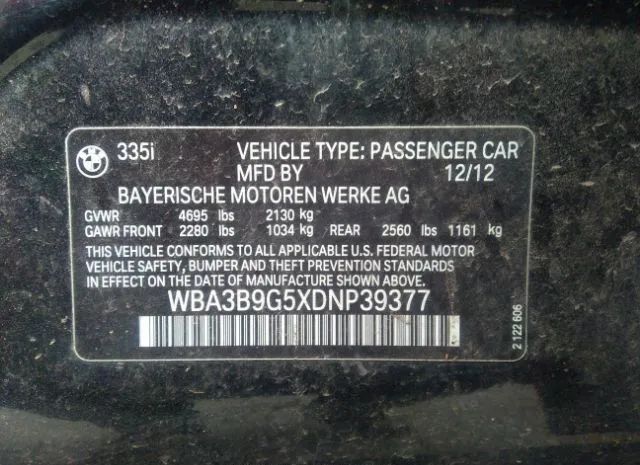 335i VEHICLE TYPE: PASSENGER CAR
MFD BY 12/12
BAYERISCHE MOTOREN WERKE AG
GVWR 4695 lbs 2130 kg
GAWR FRONT 2280 lbs 1034 kg REAR 2560 lbs 1161 kg
THIS VEHICLE CONFORMS TO ALL APPLICABLE U.S. FEDERAL MOTOR
VEHICLE SAFETY, BUMPER AND THEFT PREVENTION STANDARDS
IN EFFECT ON THE DATE OF MANUFACTURE SHOWN ABOVE.
WBA3B9G5XDNP39377
2 122 606